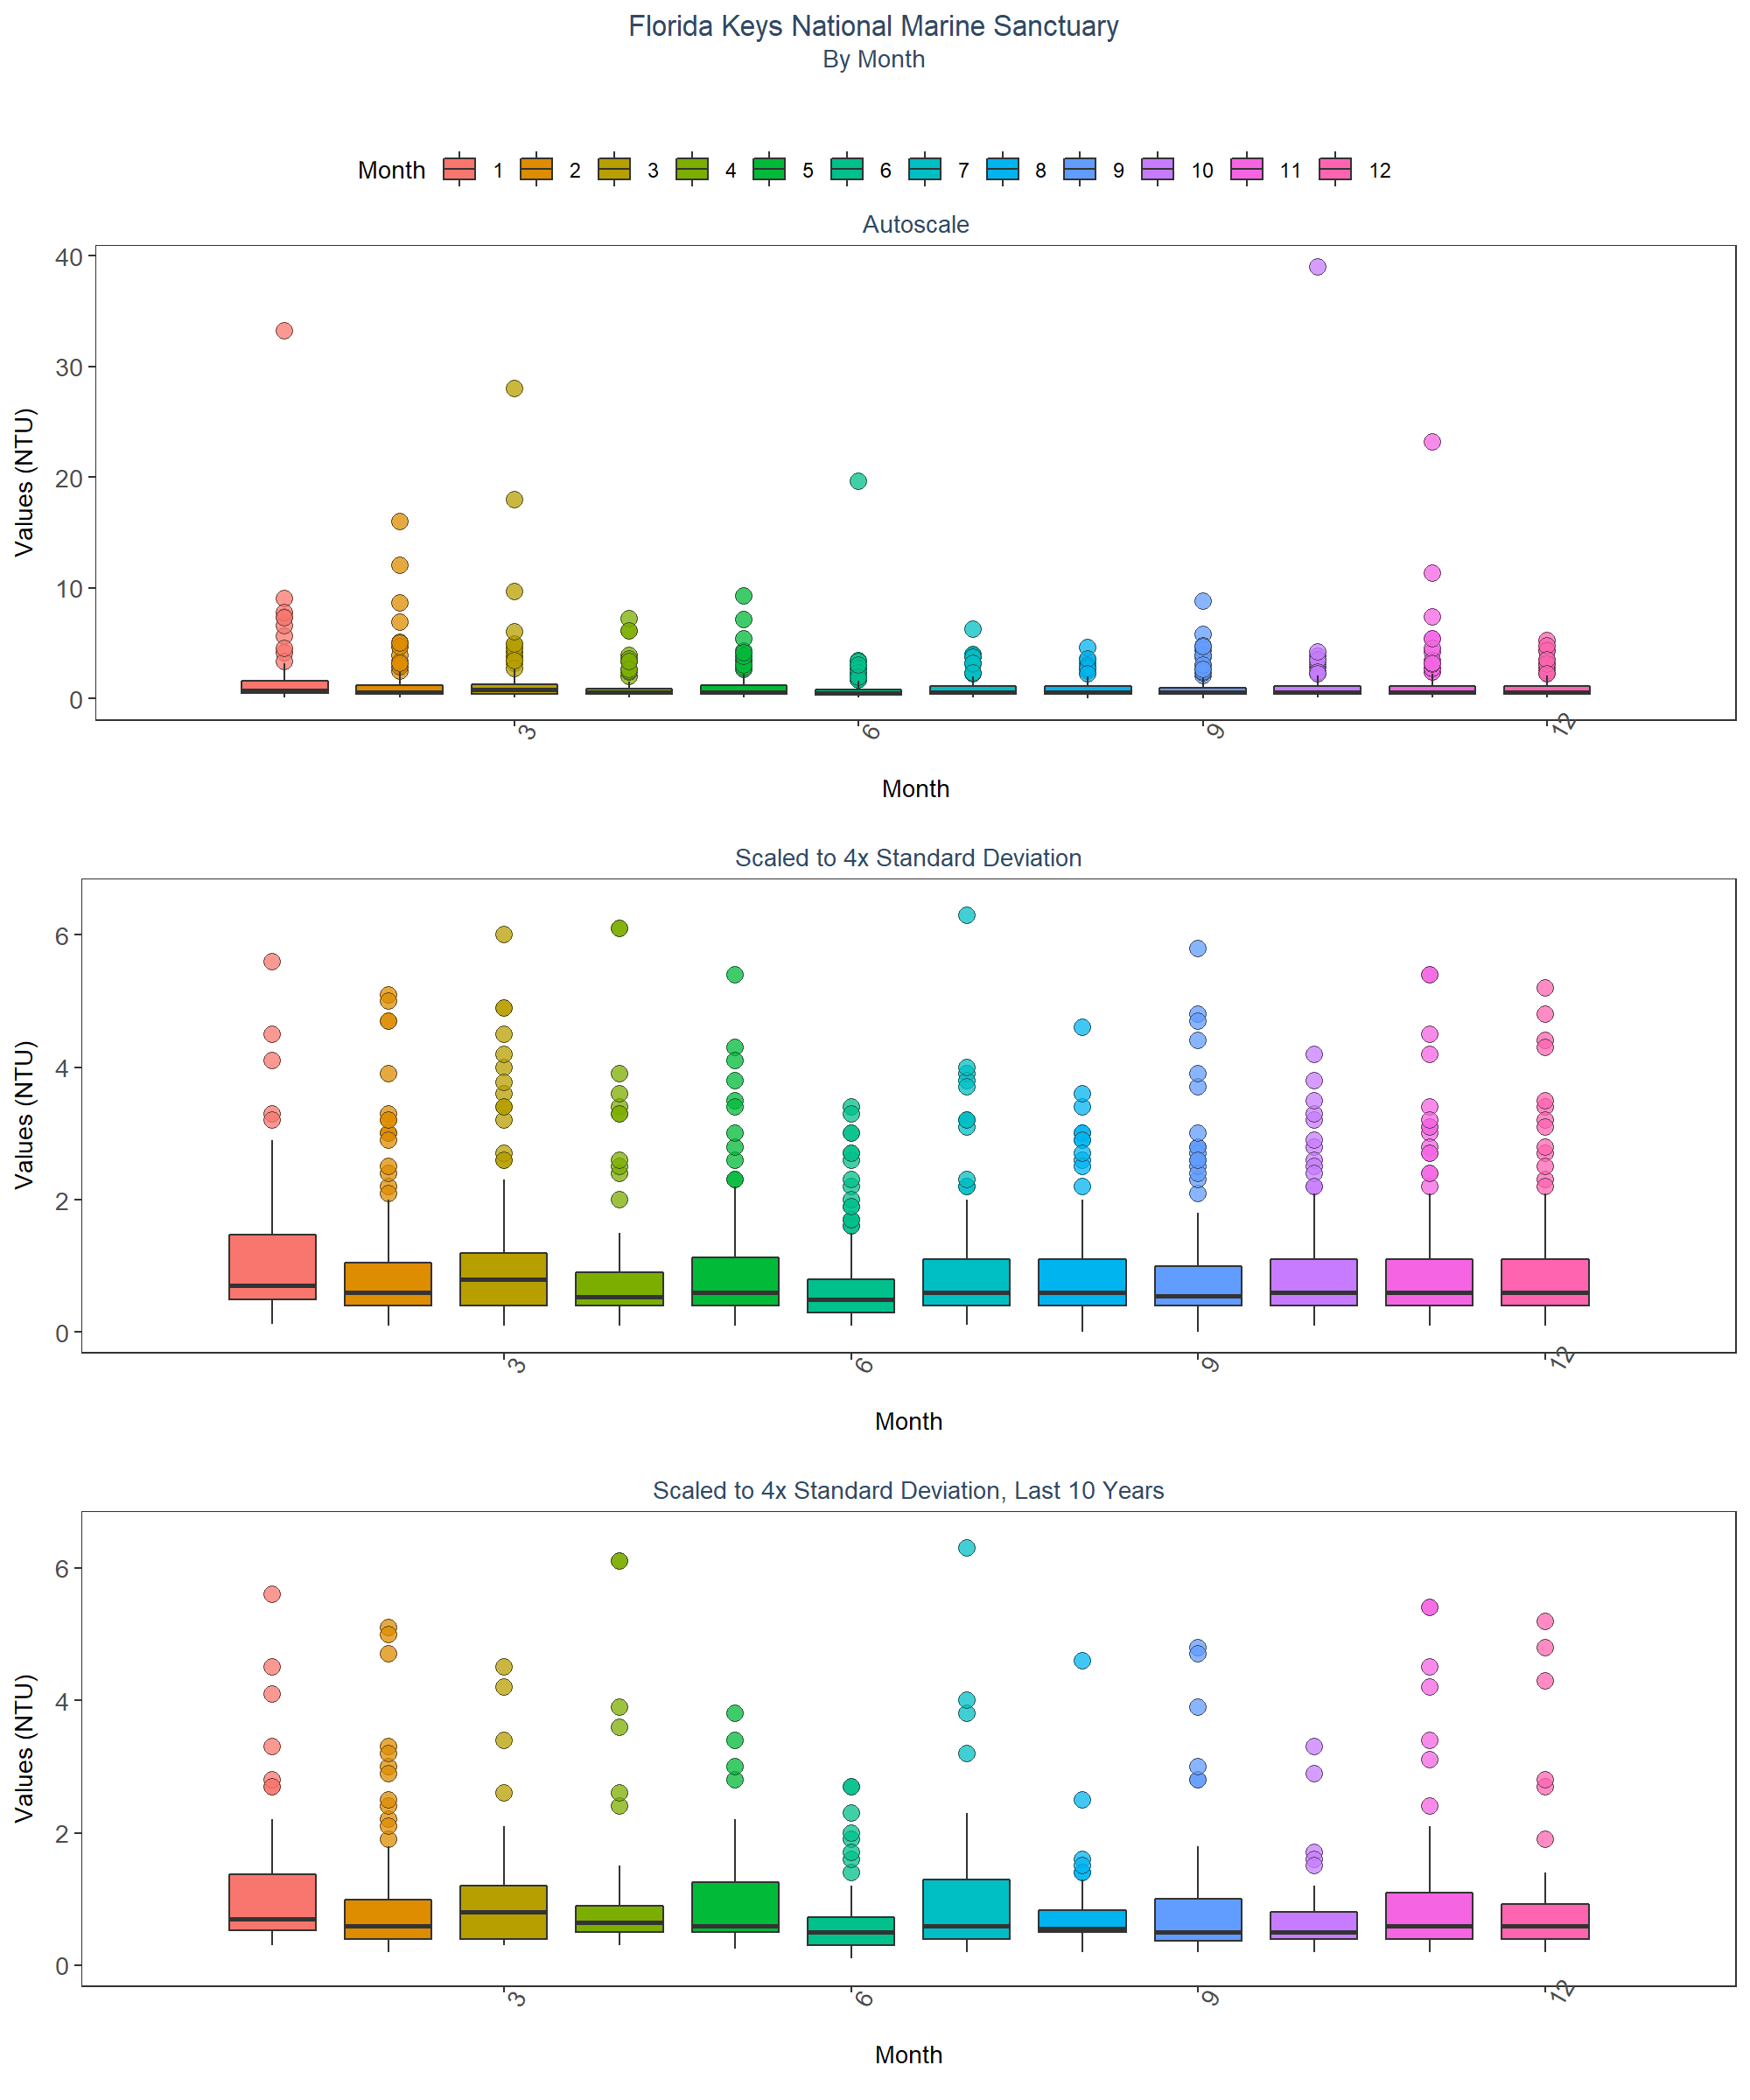 Florida Keys National Marine Sanctuary
By Month
Month 1 2 3 4 5 6 7 8 9 10 11 12
Autoscale
Values (NTU)
40
30
20
10
0
3 6 9 12
Month
Scaled to 4x Standard Deviation
Values (NTU)
6
4
2
0
3 6 9 12
Month
Scaled to 4x Standard Deviation, Last 10 Years
Values (NTU)
6
4
2
0
3 6 9 12
Month